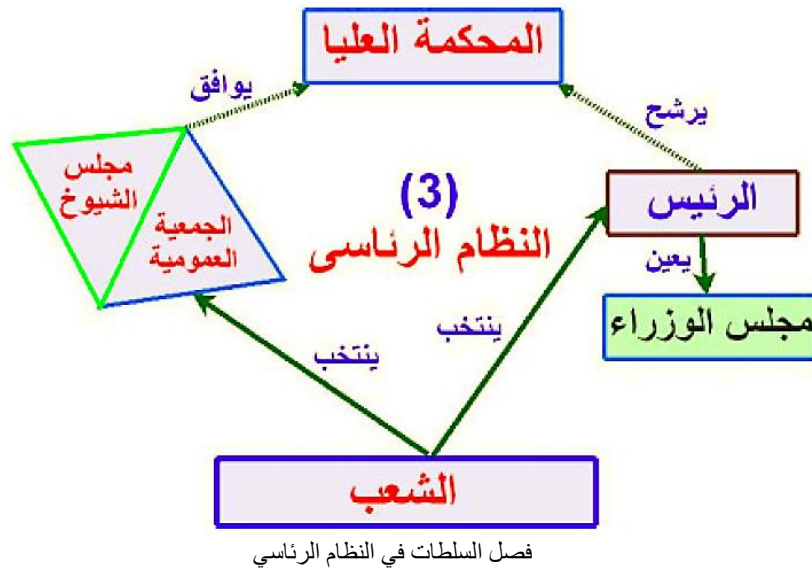 المحكمة العليا
يوافق
يرشح
مجلس
الشيوخ
الجمعية
العمومية
(3)
النظام الرئاسى
الرئيس
يعين
مجلس الوزراء
ينتخب
ينتخب
الشعب
فصل السلطات في النظام الرئاسي